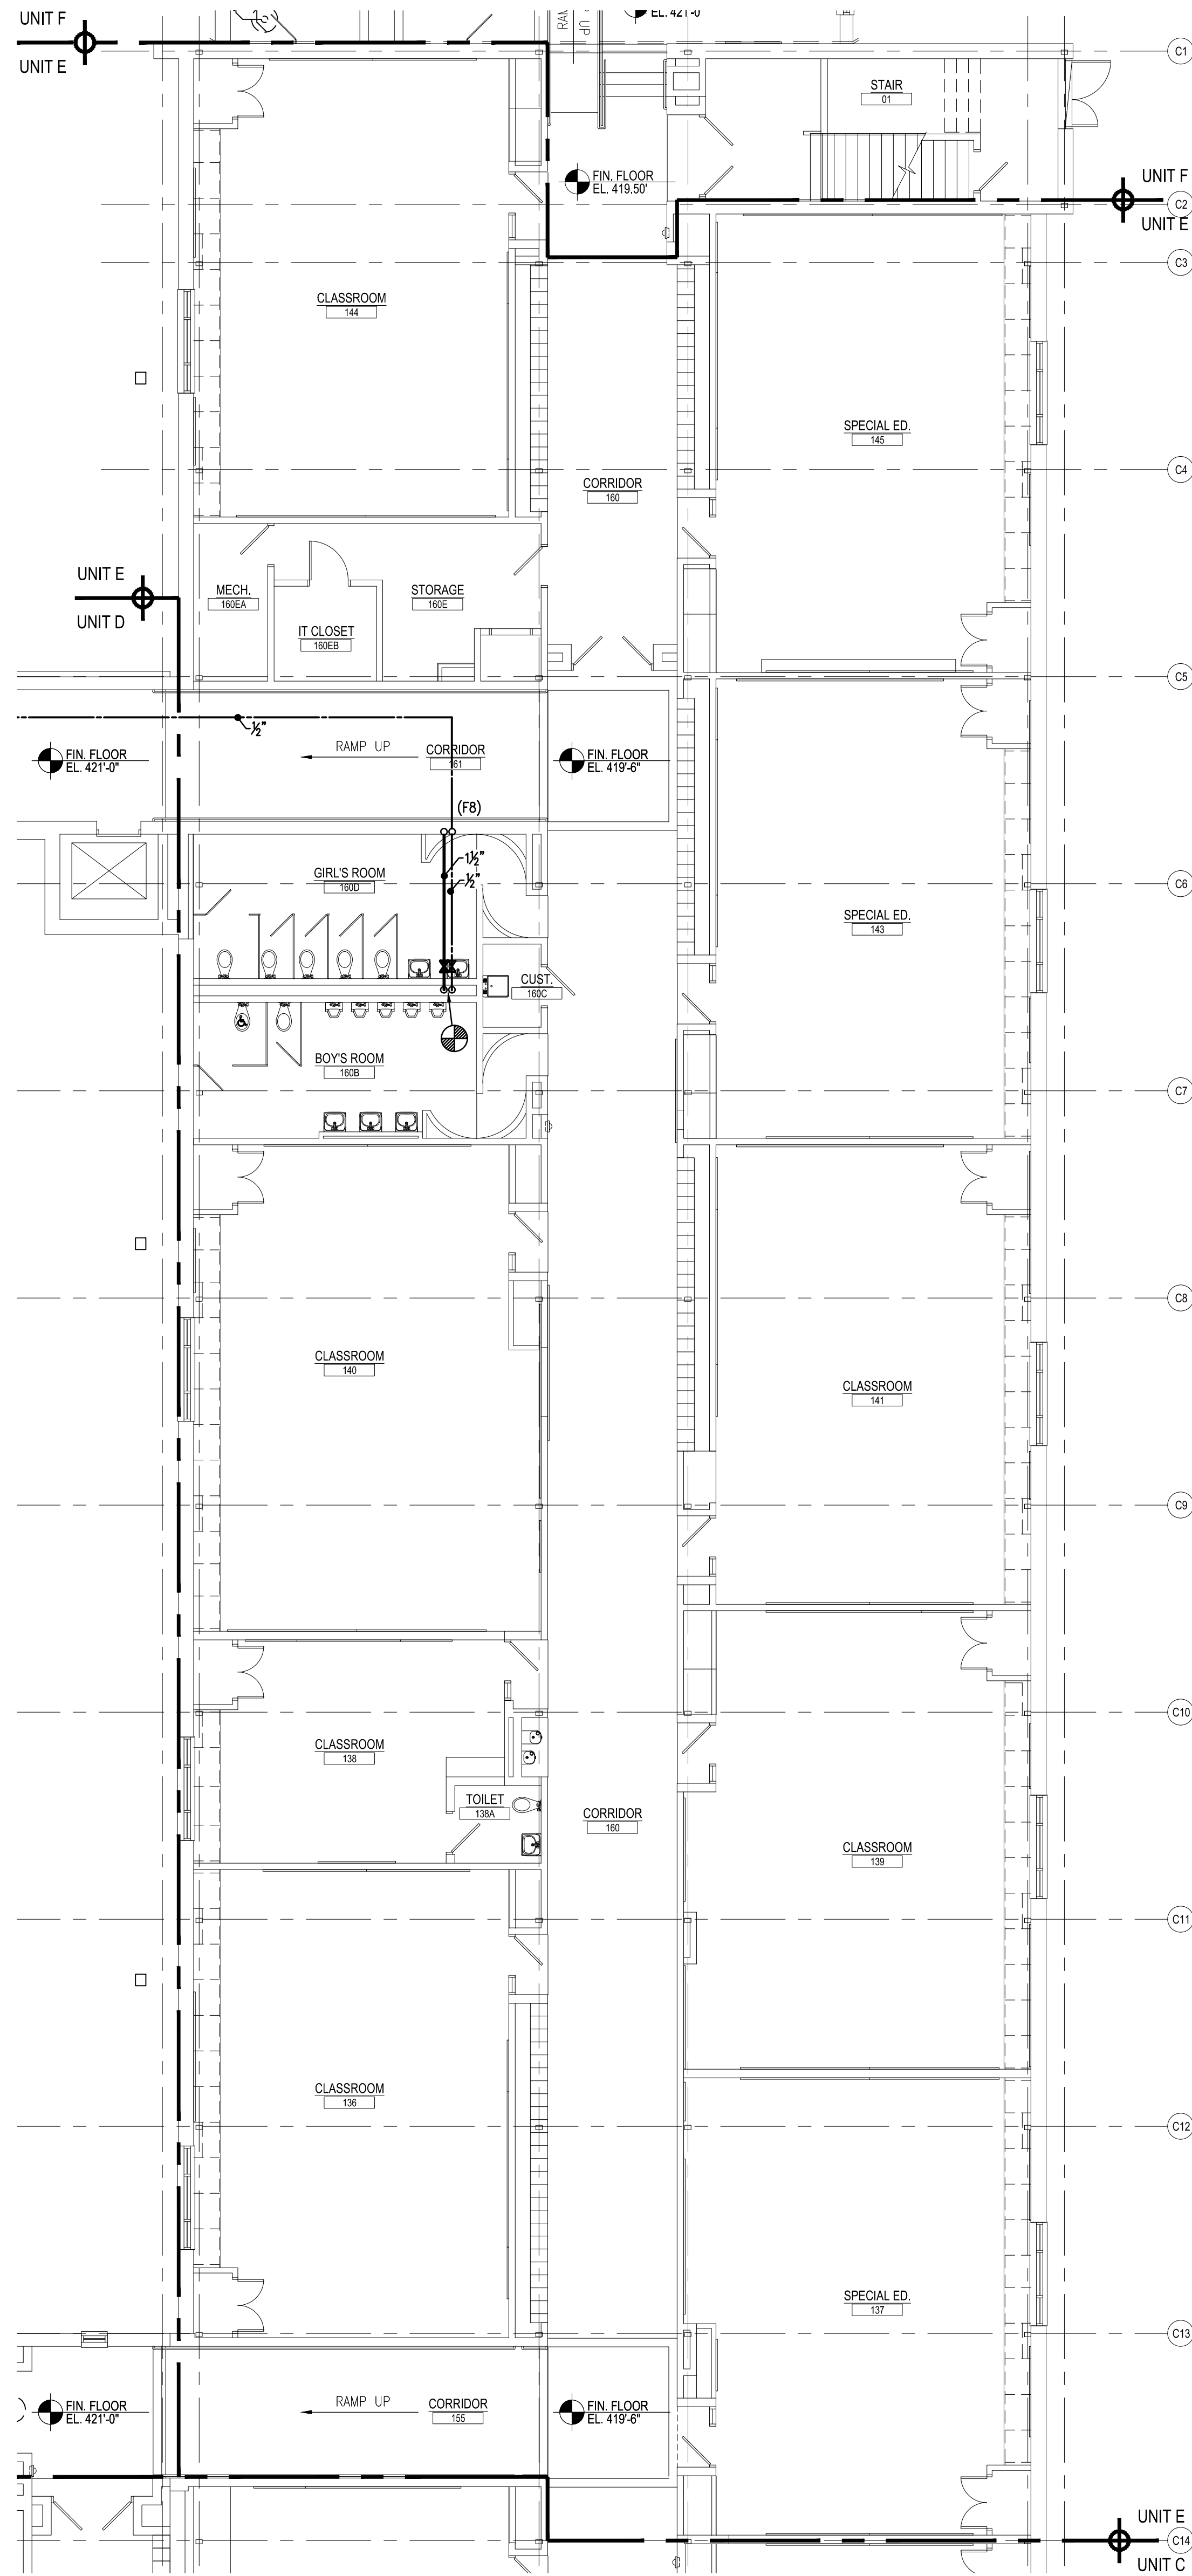 UNIT F
UNIT E
UP
EL. 421'-0"
C1
STAIR
01
FIN. FLOOR
EL. 419.50'
UNIT F
C2
UNIT E
C3
CLASSROOM
144
SPECIAL ED.
145
C4
CORRIDOR
160
UNIT E
UNIT D
MECH.
160EA
STORAGE
160E
IT CLOSET
160EB
C5
½"
RAMP UP
CORRIDOR
161
FIN. FLOOR
EL. 421'-0"
FIN. FLOOR
EL. 419'-6"
(F8)
1½"
½"
GIRL'S ROOM
160D
C6
SPECIAL ED.
143
CUST.
160C
BOY'S ROOM
160B
C7
C8
CLASSROOM
140
CLASSROOM
141
C9
C10
CLASSROOM
138
TOILET
138A
CORRIDOR
160
CLASSROOM
139
C11
CLASSROOM
136
C12
SPECIAL ED.
137
C13
FIN. FLOOR
EL. 421'-0"
RAMP UP
CORRIDOR
155
FIN. FLOOR
EL. 419'-6"
UNIT E
C14
UNIT C